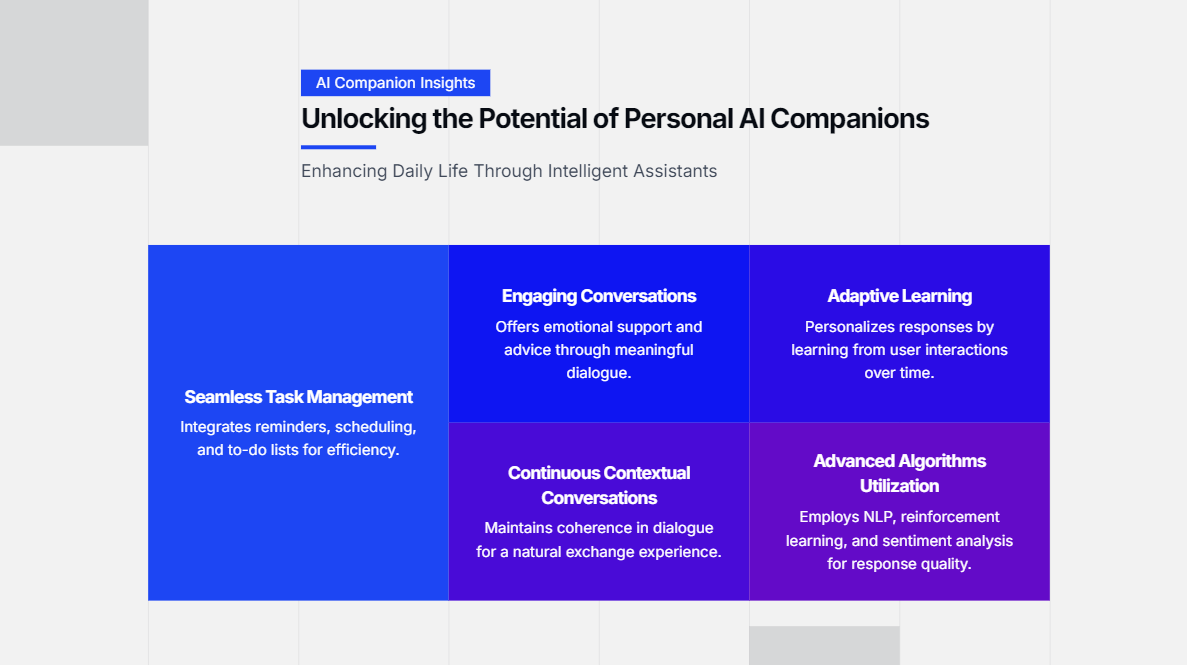 AI Companion Insights
Unlocking the Potential of Personal AI Companions
Enhancing Daily Life Through Intelligent Assistants
Seamless Task Management
Integrates reminders, scheduling,
and to-do lists for efficiency.
Engaging Conversations
Offers emotional support and
advice through meaningful
dialogue.
Adaptive Learning
Personalizes responses by
learning from user interactions
over time.
Continuous Contextual
Conversations
Maintains coherence in dialogue
for a natural exchange experience.
Advanced Algorithms
Utilization
Employs NLP, reinforcement
learning, and sentiment analysis
for response quality.